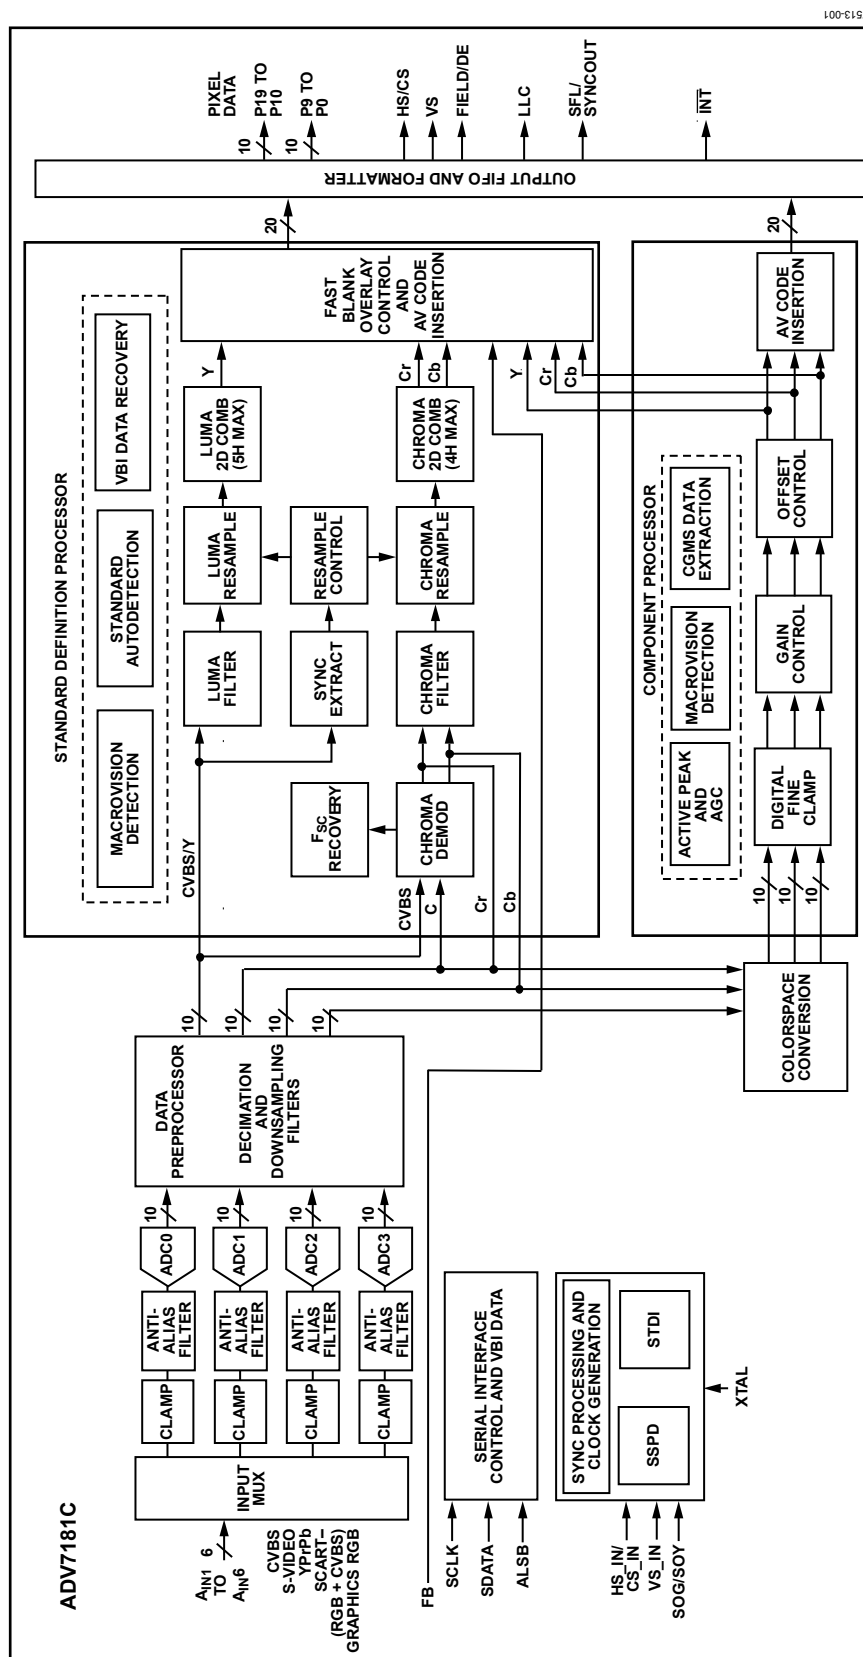 ADV7181C
A_IN1
TO
A_IN6
6
CVBS
S-VIDEO
YPrPb
SCART–
(RGB + CVBS)
GRAPHICS RGB
INPUT
MUX
CLAMP
ANTI-
ALIAS
FILTER
ADC0
10
CLAMP
ANTI-
ALIAS
FILTER
ADC1
10
CLAMP
ANTI-
ALIAS
FILTER
ADC2
10
CLAMP
ANTI-
ALIAS
FILTER
ADC3
10
DATA
PREPROCESSOR
DECIMATION
AND
DOWNSAMPLING
FILTERS
10
10
10
10
FB
SCLK
SDATA
ALSB
SERIAL INTERFACE
CONTROL AND VBI DATA
HS_IN/
CS_IN
VS_IN
SOG/SOY
SYNC PROCESSING AND
CLOCK GENERATION
SSPD
STDI
XTAL
COLORSPACE
CONVERSION
STANDARD DEFINITION PROCESSOR
MACROVISION
DETECTION
STANDARD
AUTODETECTION
VBI DATA RECOVERY
CVBS/Y
LUMA
FILTER
LUMA
RESAMPLE
LUMA
2D COMB
(5H MAX)
Y
SYNC
EXTRACT
RESAMPLE
CONTROL
F_SC
RECOVERY
CVBS
C
Cr
Cb
CHROMA
DEMOD
CHROMA
FILTER
CHROMA
RESAMPLE
CHROMA
2D COMB
(4H MAX)
Cr
Cb
Y
Cr
Cb
FAST
BLANK
OVERLAY
CONTROL
AND
AV CODE
INSERTION
20
COMPONENT PROCESSOR
ACTIVE PEAK
AND
AGC
MACROVISION
DETECTION
CGMS DATA
EXTRACTION
10
10
10
DIGITAL
FINE
CLAMP
GAIN
CONTROL
OFFSET
CONTROL
AV CODE
INSERTION
20
OUTPUT FIFO AND FORMATTER
PIXEL
DATA
10
P19 TO
P10
10
P9 TO
P0
HS/CS
VS
FIELD/DE
LLC
SFL/
SYNCOUT
INT
513-001